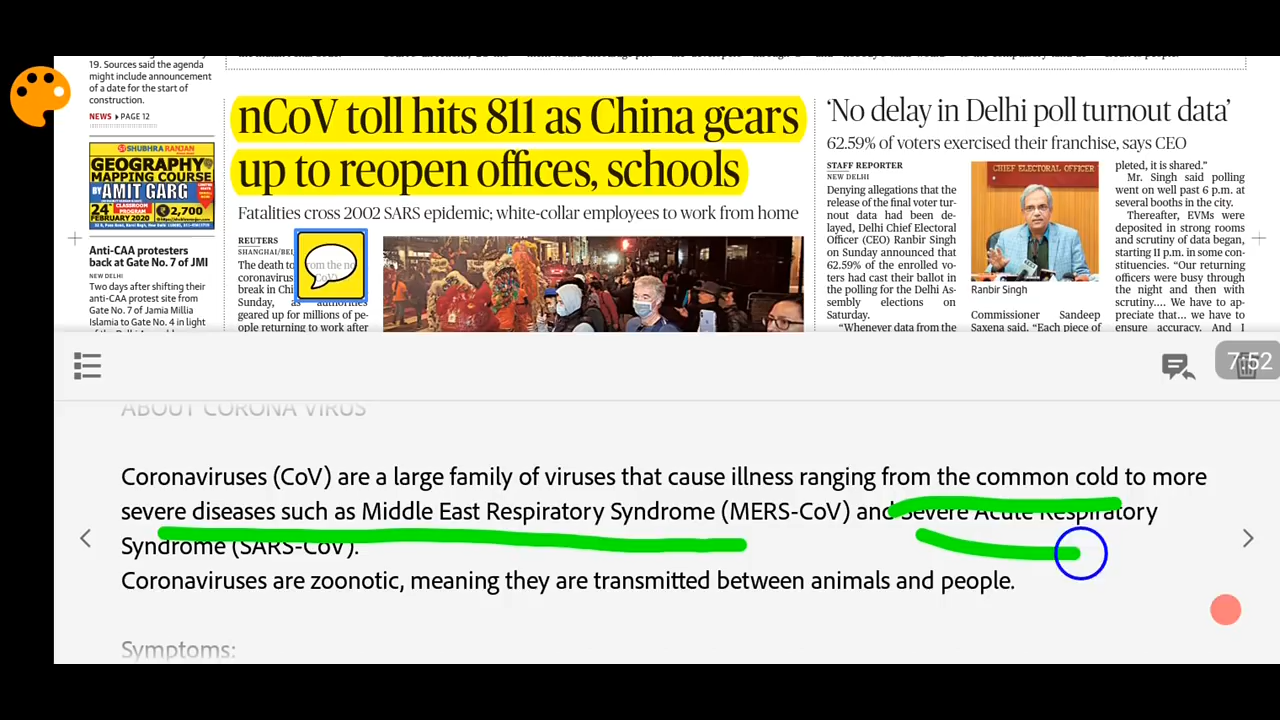 19. Sources said the agenda
might include announcement
of a date for the start of
construction.
NEWS ▸ PAGE 12
SHUBHRA RANJAN
GEOGRAPHY
MAPPING COURSE
BY AMIT GARG
24
FEBRUARY 2020
CLASSROOM
PROGRAM
₹2,700
Anti-CAA protesters
back at Gate No. 7 of JMI
NEW DELHI
Two days after shifting their
anti-CAA protest site from
Gate No. 7 of Jamia Millia
Islamia to Gate No. 4 in light
nCoV toll hits 811 as China gears
up to reopen offices, schools
Fatalities cross 2002 SARS epidemic; white-collar employees to work from home
REUTERS
SHANGHAI/BEI
The death to from the no
coronavirus
break in Chi
Sunday, as authorities
geared up for millions of pe-
ople returning to work after
'No delay in Delhi poll turnout data'
62.59% of voters exercised their franchise, says CEO
STAFF REPORTER
NEW DELHI
Denying allegations that the
release of the final voter tur-
nout data had been de-
layed, Delhi Chief Electoral
Officer (CEO) Ranbir Singh
on Sunday announced that
62.59% of the enrolled vo-
ters had cast their ballot in
the polling for the Delhi As-
sembly elections on
Saturday.
"Whenever data from the
CHIEF ELECTORAL OFFICER
Ranbir Singh
Commissioner Sandeep
Saxena said. "Each piece of
pleted, it is shared."
Mr. Singh said polling
went on well past 6 p.m. at
several booths in the city.
Thereafter, EVMs were
deposited in strong rooms
and scrutiny of data began,
starting 11 p.m. in some con-
stituencies. "Our returning
officers were busy through
the night and then with
scrutiny.... We have to ap-
preciate that... we have to
ensure accuracy. And I
7:52
ABOUT CORONA VIRUS
Coronaviruses (CoV) are a large family of viruses that cause illness ranging from the common cold to more
severe diseases such as Middle East Respiratory Syndrome (MERS-CoV) and Severe Acute Respiratory
Syndrome (SARS-CoV).
Coronaviruses are zoonotic, meaning they are transmitted between animals and people.
Symptoms: